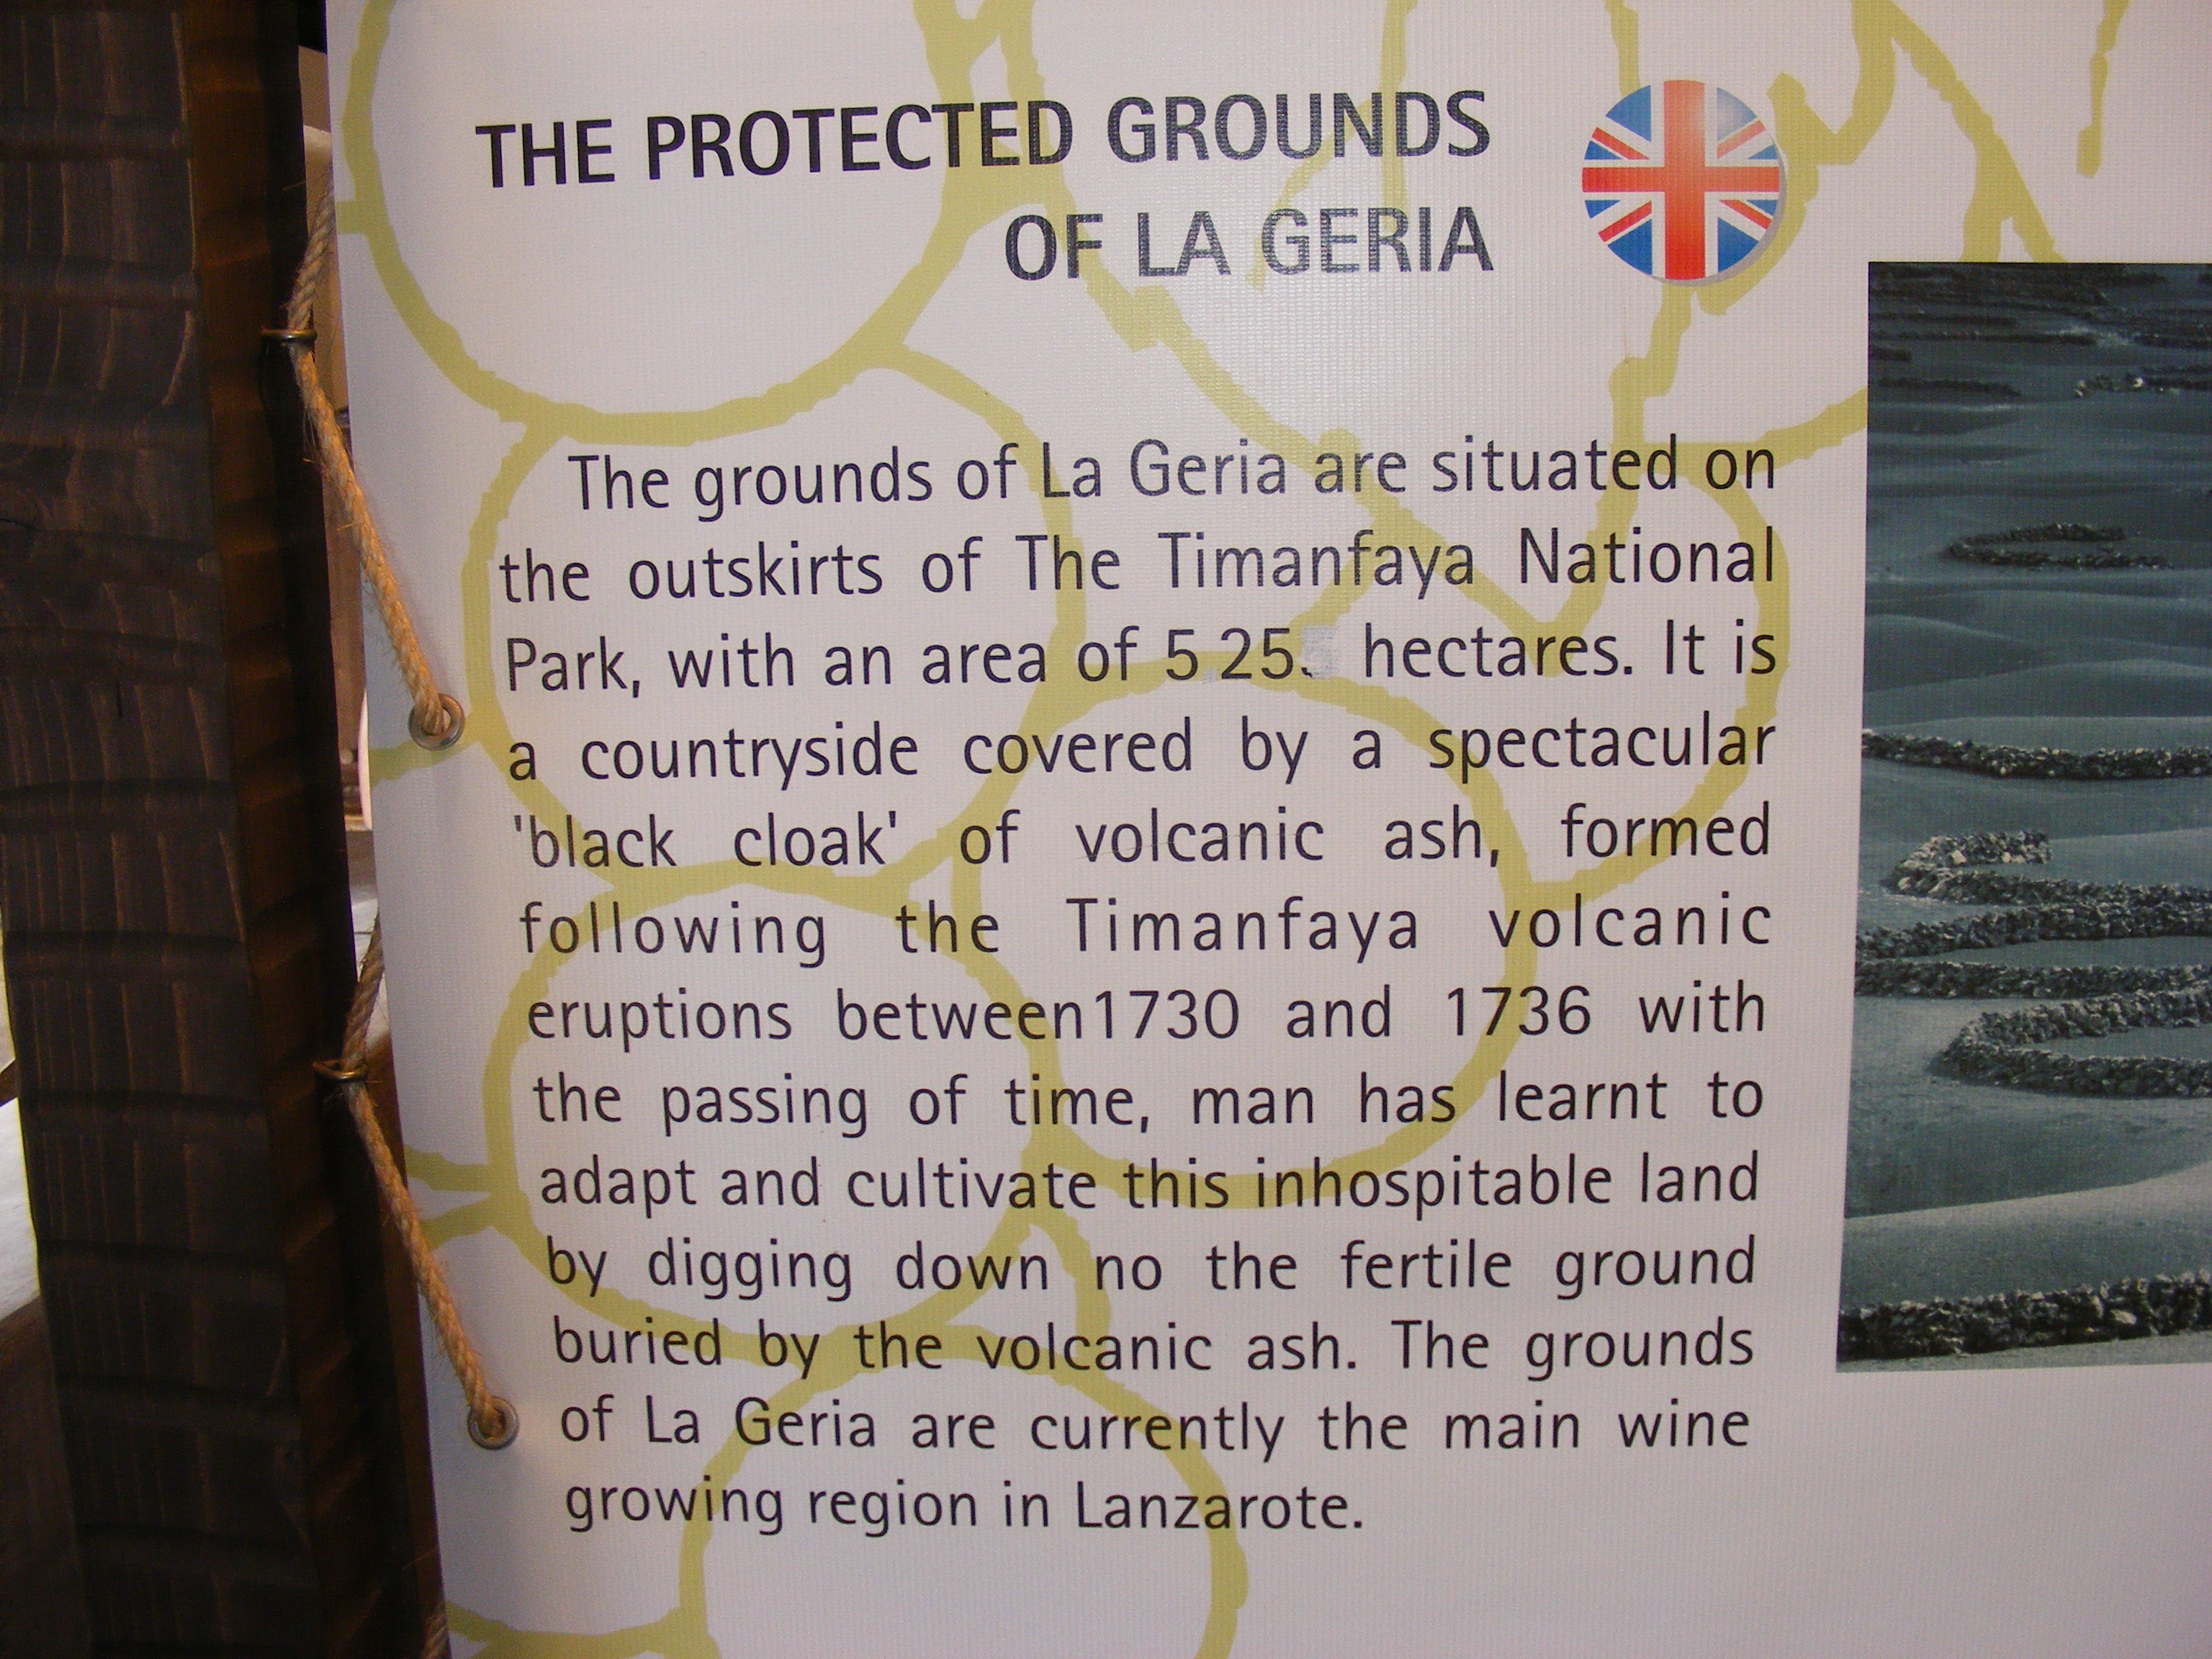 THE PROTECTED GROUNDS
OF LA GERIA
The grounds of La Geria are situated on
the outskirts of The Timanfaya National
Park, with an area of hectares. It is
a countryside covered by a spectacular
'black cloak' of volcanic ash, formed
following the Timanfaya volcanic
eruptions between1730 and 1736 with
the passing of time, man has learnt to
adapt and cultivate this inhospitable land
by digging down no the fertile ground
buried by the volcanic ash. The grounds
of La Geria are currently the main wine
growing region in Lanzarote.